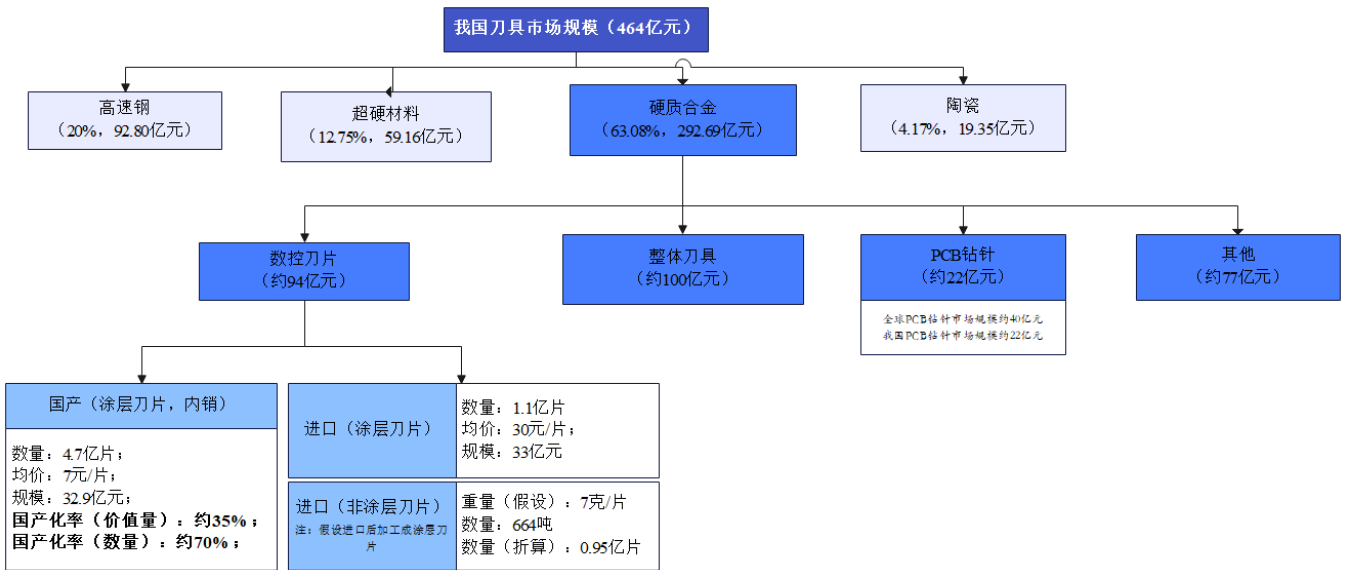 我国刀具市场规模（464亿元）
高速钢
（20%，92.80亿元）
超硬材料
（12.75%，59.16亿元）
硬质合金
（63.08%，292.69亿元）
陶瓷
（4.17%，19.35亿元）
数控刀片
（约94亿元）
整体刀具
（约100亿元）
PCB钻针
（约22亿元）
全球PCB钻针市场规模约40亿元
我国PCB钻针市场规模约22亿元
其他
（约77亿元）
国产（涂层刀片，内销）
数量：4.7亿片；
均价：7元/片；
规模：32.9亿元；
国产化率（价值量）：约35%；
国产化率（数量）：约70%；
进口（涂层刀片）
数量：1.1亿片
均价：30元/片；
规模：33亿元
进口（非涂层刀片）
注：假设进口后加工成涂层刀
片
重量（假设）：7克/片
数量：664吨
数量（折算）：0.95亿片